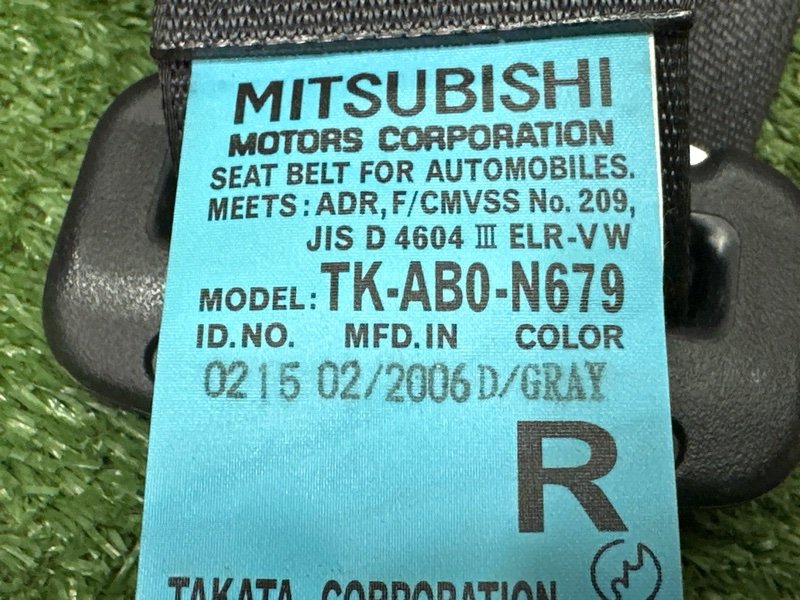 MITSUBISHI
MOTORS CORPORATION
SEAT BELT FOR AUTOMOBILES.
MEETS: ADR, F/CMVSS No. 209,
JIS D 4604 Ⅲ ELR-VW
MODEL: TK-AB0-N679
ID.NO. MFD.IN COLOR
0215 02/2006 D/GRAY
R
TAKATA CORPORATION